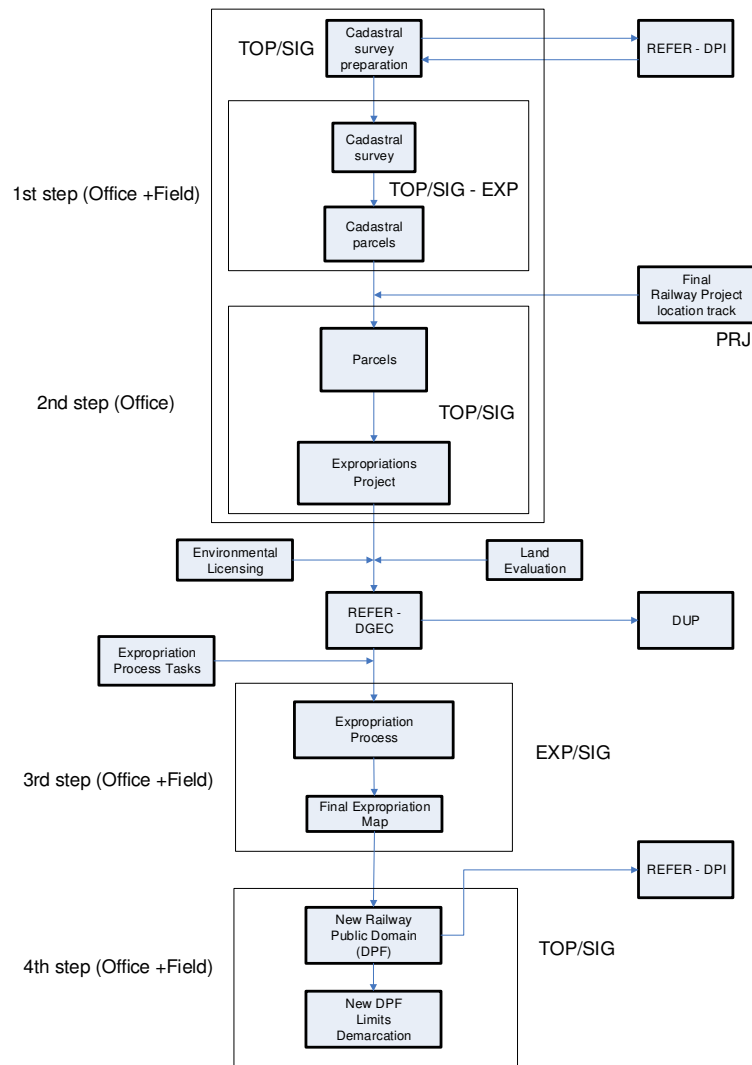 TOP/SIG
Cadastral
survey
preparation
REFER - DPI
Cadastral
survey
1st step (Office +Field)
TOP/SIG - EXP
Cadastral
parcels
Final
Railway Project
location track
PRJ
Parcels
2nd step (Office)
TOP/SIG
Expropriations
Project
Environmental
Licensing
Land
Evaluation
REFER -
DGEC
DUP
Expropriation
Process Tasks
Expropriation
Process
EXP/SIG
3rd step (Office +Field)
Final Expropriation
Map
REFER - DPI
New Railway
Public Domain
(DPF)
TOP/SIG
4th step (Office +Field)
New DPF
Limits
Demarcation